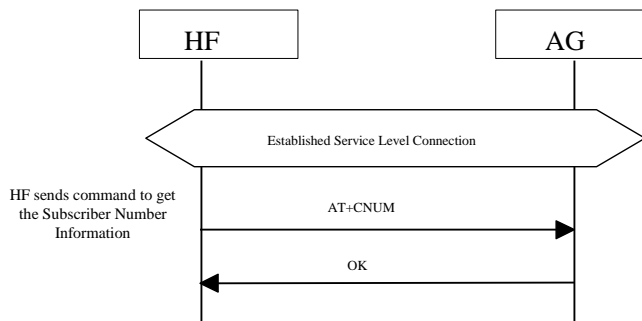 HF
AG
Established Service Level Connection
HF sends command to get
the Subscriber Number
Information
AT+CNUM
OK